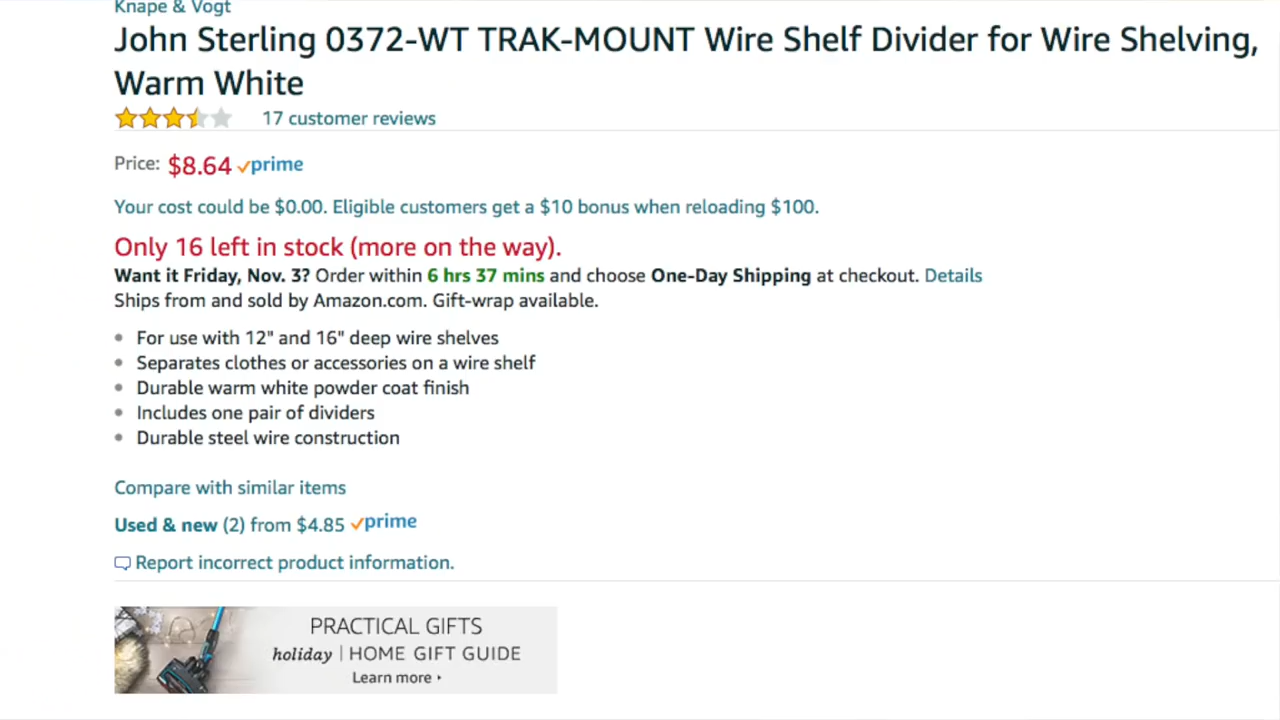 Knape & Vogt
John Sterling 0372-WT TRAK-MOUNT Wire Shelf Divider for Wire Shelving,
Warm White
17 customer reviews
Price: $8.64 prime
Your cost could be $0.00. Eligible customers get a $10 bonus when reloading $100.
Only 16 left in stock (more on the way).
Want it Friday, Nov. 3? Order within 6 hrs 37 mins and choose One-Day Shipping at checkout. Details
Ships from and sold by Amazon.com. Gift-wrap available.
For use with 12" and 16" deep wire shelves
Separates clothes or accessories on a wire shelf
Durable warm white powder coat finish
Includes one pair of dividers
Durable steel wire construction
Compare with similar items
Used & new (2) from $4.85 prime
Report incorrect product information.
PRACTICAL GIFTS
holiday | HOME GIFT GUIDE
Learn more